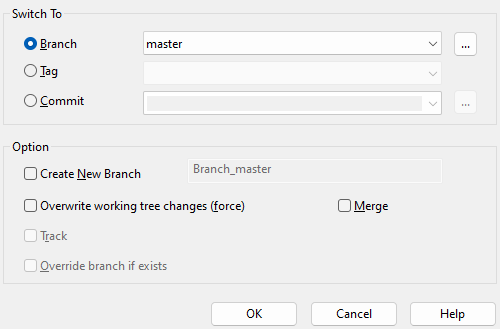 Switch To
Branch master ...
Tag
Commit ...
Option
Create New Branch Branch_master
Overwrite working tree changes (force) Merge
Track
Override branch if exists
OK Cancel Help